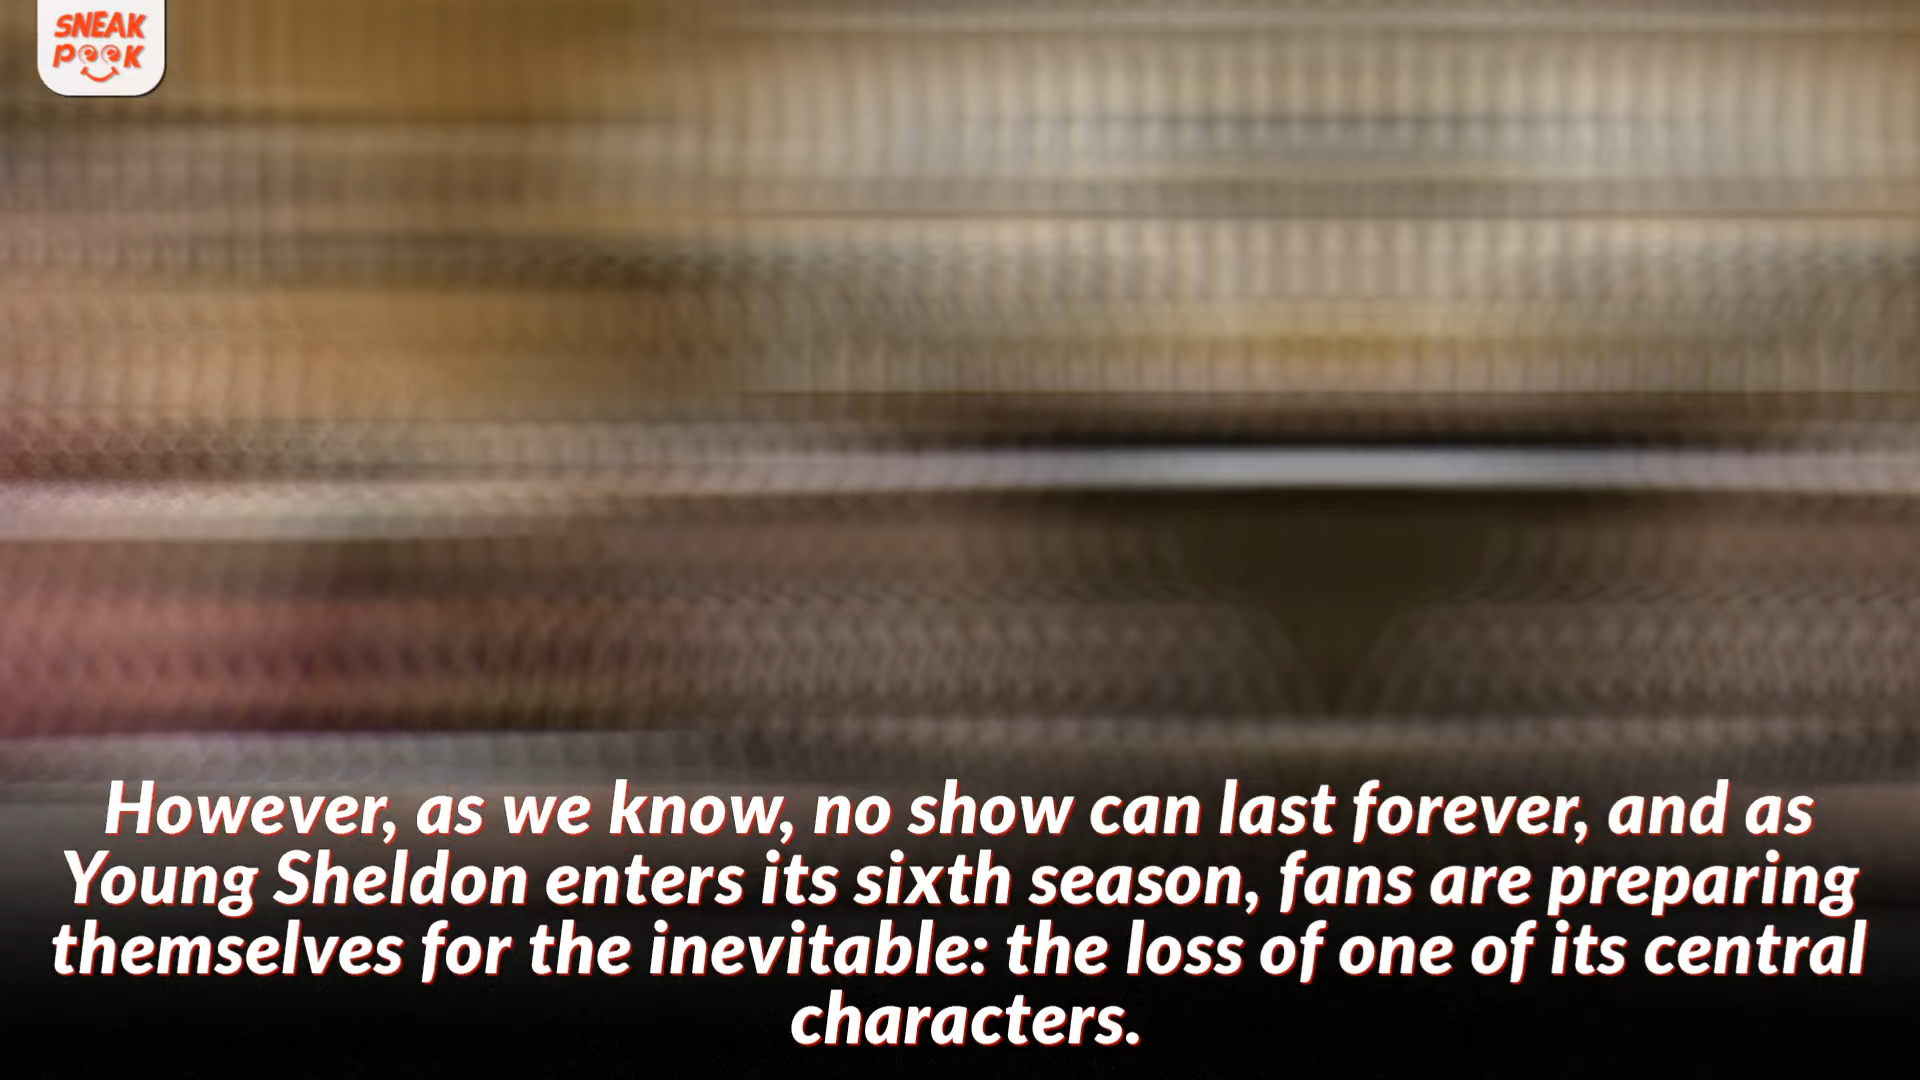 SNEAK
PEEK
However, as we know, no show can last forever, and as
Young Sheldon enters its sixth season, fans are preparing
themselves for the inevitable: the loss of one of its central
characters.